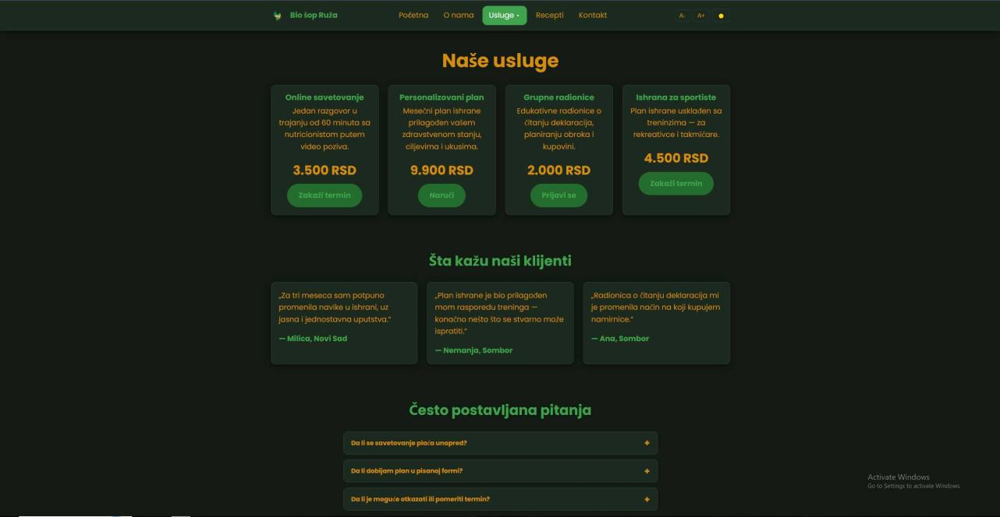 Bio šop Ruža
Početna
O nama
Usluge
Recepti
Kontakt
A-
A+
Naše usluge
Online savetovanje
Jedan razgovor u
trajanju od 60 minuta sa
nutricionistom putem
video poziva.
3.500 RSD
Zakaži termin
Personalizovani plan
Mesečni plan ishrane
prilagođen vašem
zdravstvenom stanju,
ciljevima i ukusima.
9.900 RSD
Naruči
Grupne radionice
Edukativne radionice o
čitanju deklaracija,
planiranju obroka i
kupovini.
2.000 RSD
Prijavi se
Ishrana za sportiste
Plan ishrane usklađen sa
treninzima — za
rekreativce i takmičare.
4.500 RSD
Zakaži termin
Šta kažu naši klijenti
„Za tri meseca sam potpuno
promenila navike u ishrani, uz
jasna i jednostavna uputstva.“
— Milica, Novi Sad
„Plan ishrane je bio prilagođen
mom rasporedu treninga —
konačno nešto što se stvarno može
ispratiti.“
— Nemanja, Sombor
„Radionica o čitanju deklaracija mi
je promenila način na koji kupujem
namirnice.“
— Ana, Sombor
Često postavljana pitanja
Da li se savetovanje plaća unapred?
+
Da li dobijam plan u pisanoj formi?
+
Da li je moguće otkazati ili pomeriti termin?
+
Activate Windows
Go to Settings to activate Windows.